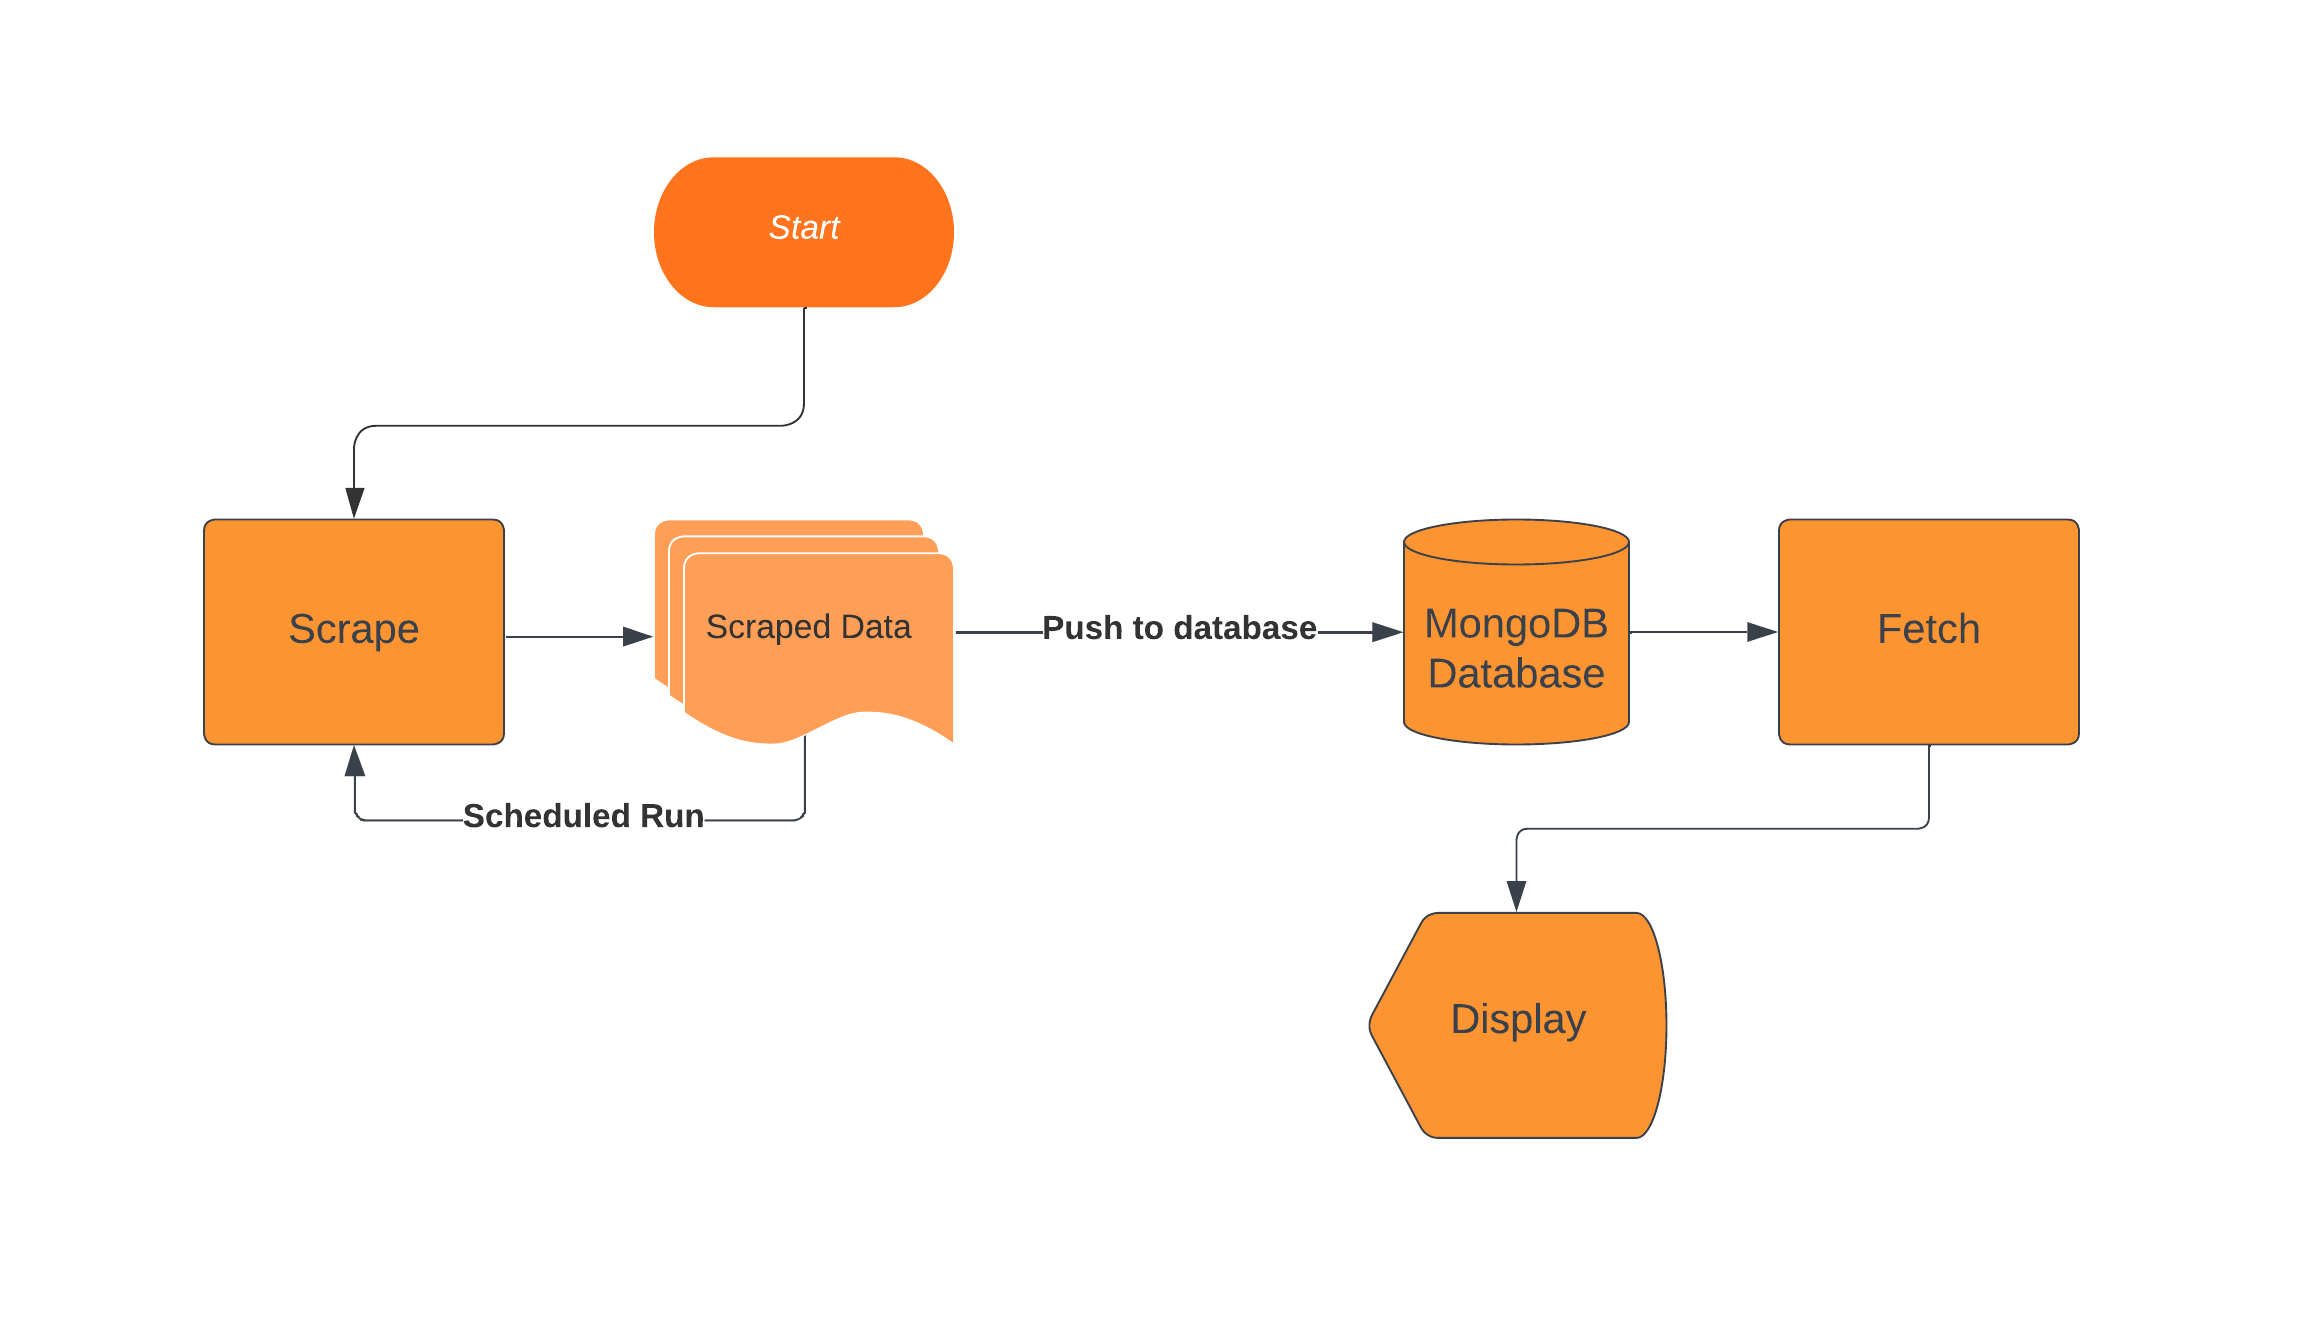 Start
Scrape
Scraped Data
Push to database
MongoDB
Database
Fetch
Scheduled Run
Display